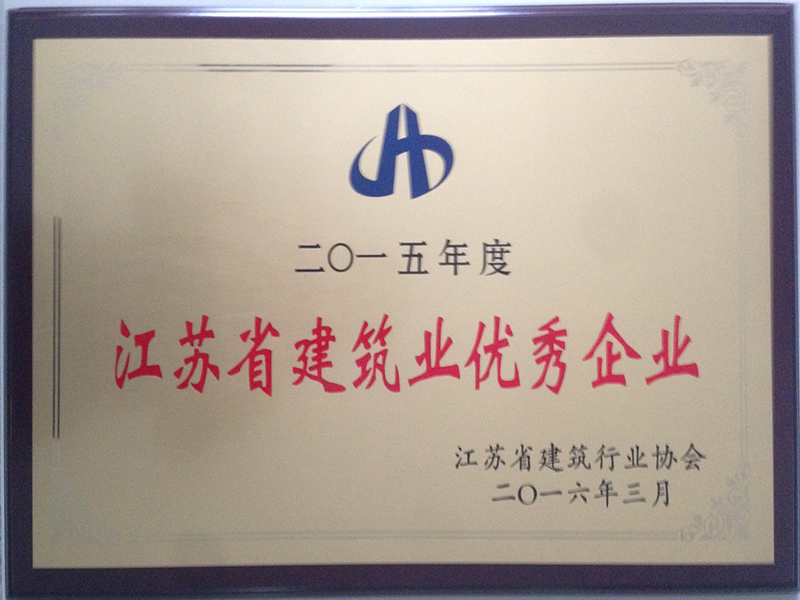 二〇一五年度
江苏省建筑业优秀企业
江苏省建筑行业协会
二〇一六年三月